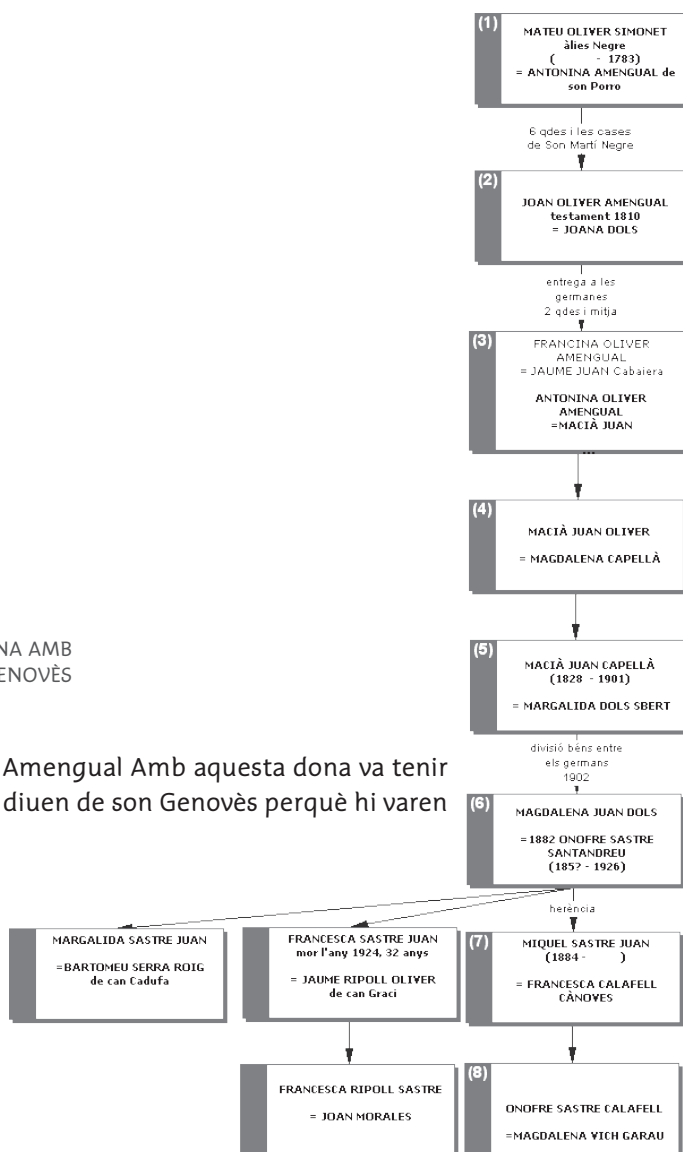 (1)
MATEU OLIVER SIMONET
àlies Negre
( - 1783)
= ANTONINA AMENGUAL de
son Porro
6 qdes i les cases
de Son Martí Negre
(2)
JOAN OLIVER AMENGUAL
testament 1810
= JOANA DOLS
entrega a les
germanes
2 qdes i mitja
(3)
FRANCINA OLIVER
AMENGUAL
= JAUME JUAN Cabaiera
ANTONINA OLIVER
AMENGUAL
=MACIÀ JUAN
...
(4)
MACIÀ JUAN OLIVER
= MAGDALENA CAPELLÀ
NA AMB
ENOVÈS
(5)
MACIÀ JUAN CAPELLÀ
(1828 - 1901)
= MARGALIDA DOLS SBERT
divisió béns entre
els germans
1902
Amengual Amb aquesta dona va tenir
diuen de son Genovès perquè hi varen
(6)
MAGDALENA JUAN DOLS
=1882 ONOFRE SASTRE
SANTANDREU
(185? - 1926)
herència
MARGALIDA SASTRE JUAN
=BARTOMEU SERRA ROIG
de can Cadufa
FRANCESCA SASTRE JUAN
mor l'any 1924, 32 anys
= JAUME RIPOLL OLIVER
de can Graci
(7)
MIQUEL SASTRE JUAN
(1884 - )
= FRANCESCA CALAFELL
CÀNOVES
FRANCESCA RIPOLL SASTRE
= JOAN MORALES
(8)
ONOFRE SASTRE CALAFELL
=MAGDALENA VICH GARAU